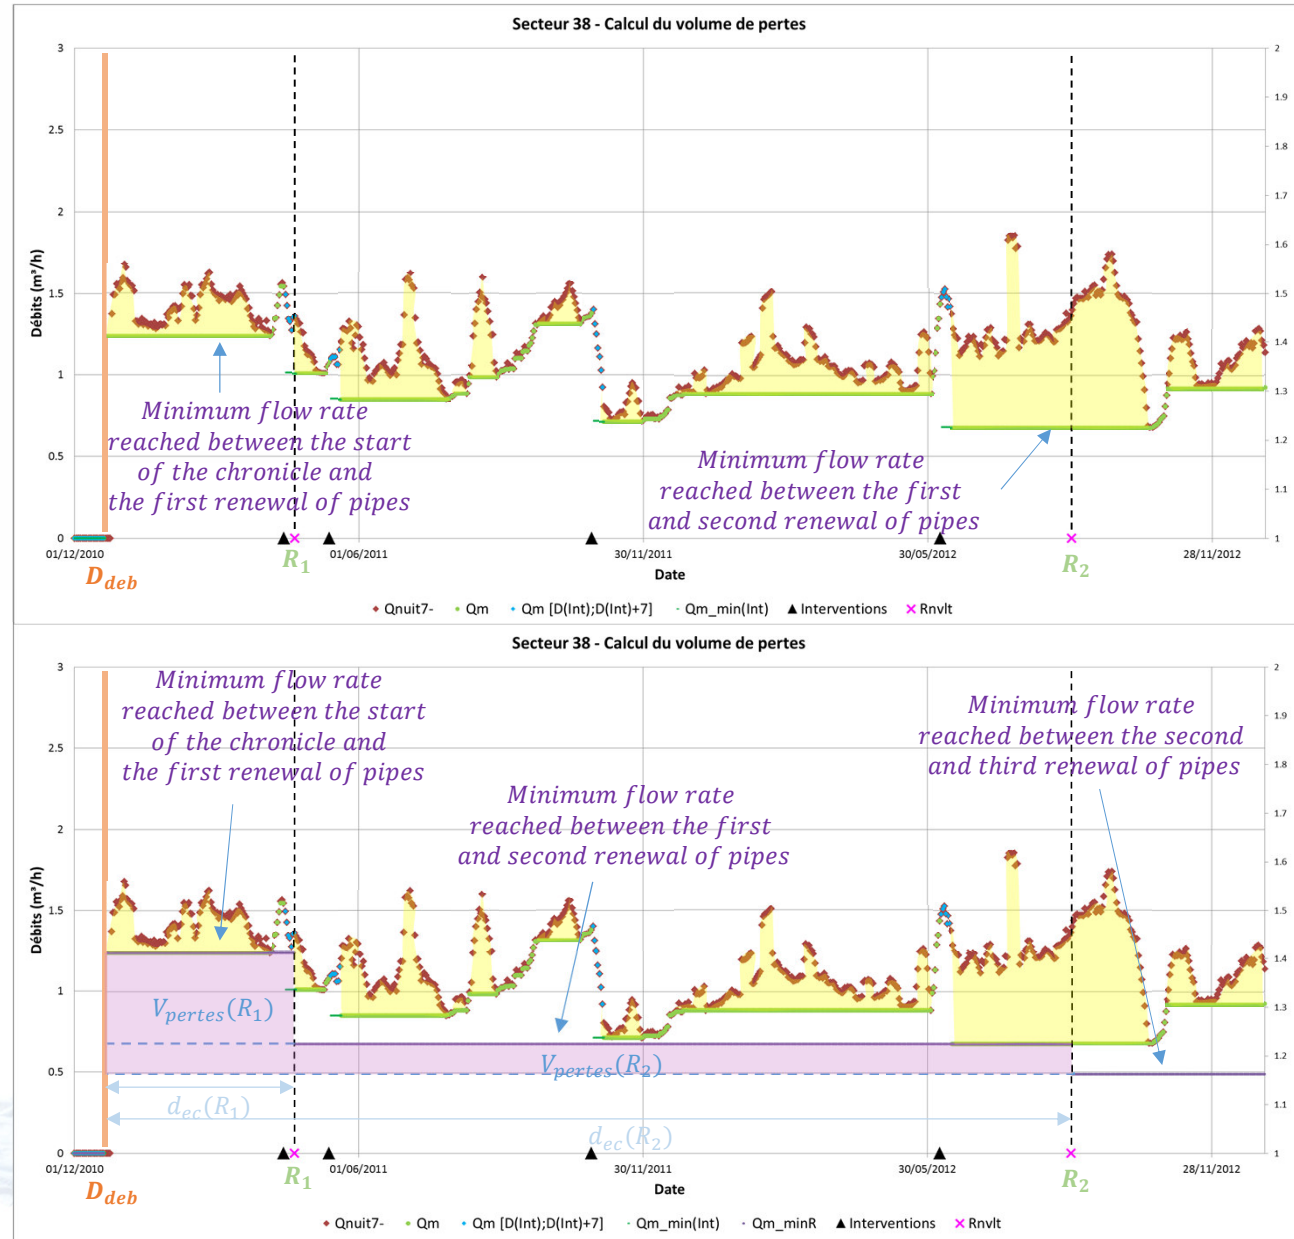 Secteur 38 - Calcul du volume de pertes
3
2.5
2
1.5
1
0.5
0
Débits (m³/h)
2
1.9
1.8
1.7
1.6
1.5
1.4
1.3
1.2
1.1
1
Minimum flow rate
reached between the start
of the chronicle and
the first renewal of pipes
Minimum flow rate
reached between the first
and second renewal of pipes
01/12/2010
01/06/2011
30/11/2011
30/05/2012
28/11/2012
D_deb
R_1
R_2
Date
Qnuit7-
Qm
Qm [D(Int);D(Int)+7]
Qm_min(Int)
Interventions
Rnvlt
Secteur 38 - Calcul du volume de pertes
3
2.5
2
1.5
1
0.5
0
Débits (m³/h)
2
1.9
1.8
1.7
1.6
1.5
1.4
1.3
1.2
1.1
1
Minimum flow rate
reached between the start
of the chronicle and
the first renewal of pipes
Minimum flow rate
reached between the first
and second renewal of pipes
Minimum flow rate
reached between the second
and third renewal of pipes
V_pertes(R_1)
V_pertes(R_2)
d_ec(R_1)
d_ec(R_2)
01/12/2010
01/06/2011
30/11/2011
30/05/2012
28/11/2012
D_deb
R_1
R_2
Date
Qnuit7-
Qm
Qm [D(Int);D(Int)+7]
Qm_min(Int)
Qm_minR
Interventions
Rnvlt